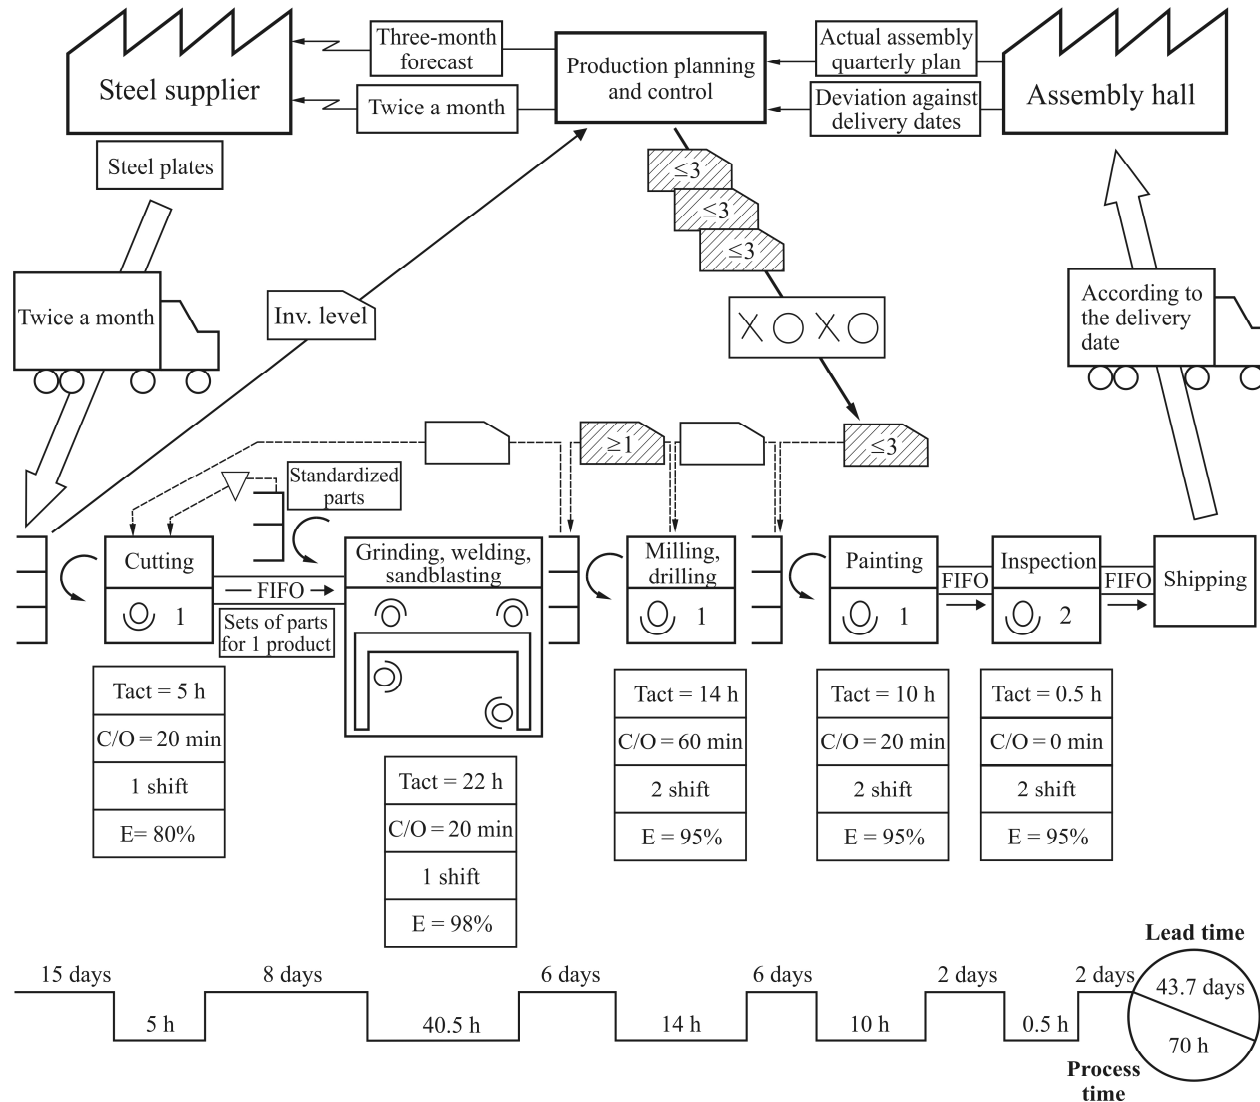 Three-month
forecast
Twice a month
Steel supplier
Steel plates
Production planning
and control
Actual assembly
quarterly plan
Deviation against
delivery dates
Assembly hall
≤3
≤3
≤3
Twice a month
Inv. level
X O X O
According to
the delivery
date
≥1
≤3
Standardized
parts
Cutting
1
FIFO
Sets of parts
for 1 product
Grinding, welding,
sandblasting
Milling,
drilling
1
Painting
1
FIFO
Inspection
2
FIFO
Shipping
Tact = 5 h
C/O = 20 min
1 shift
E= 80%
Tact = 22 h
C/O = 20 min
1 shift
E = 98%
Tact = 14 h
C/O = 60 min
2 shift
E = 95%
Tact = 10 h
C/O = 20 min
2 shift
E = 95%
Tact = 0.5 h
C/O = 0 min
2 shift
E = 95%
Lead time
15 days
8 days
6 days
6 days
2 days
2 days
43.7 days
5 h
40.5 h
14 h
10 h
0.5 h
70 h
Process
time